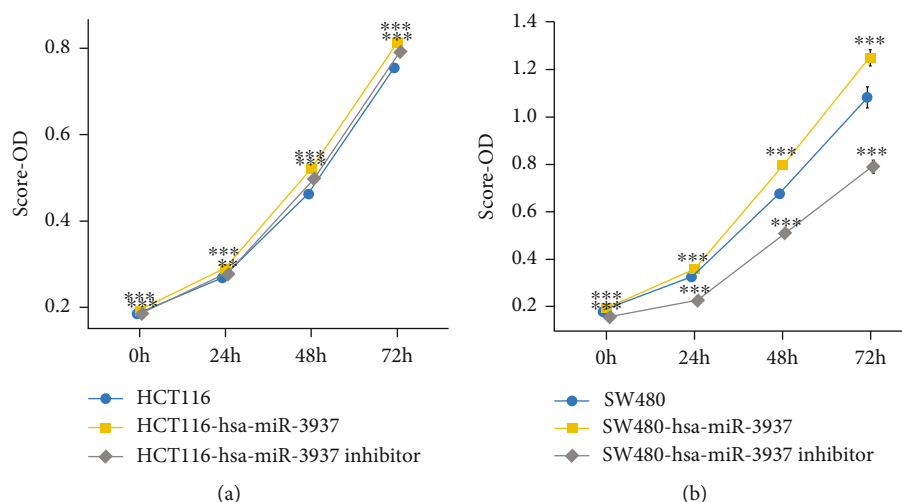 Score-OD
0.8
0.6
0.4
0.2
***
***
***
**
***
***
***
***
0h
24h
48h
72h
HCT116
HCT116-hsa-miR-3937
HCT116-hsa-miR-3937 inhibitor
(a)
Score-OD
1.4
1.2
1.0
0.8
0.6
0.4
0.2
***
***
***
***
***
***
***
***
0h
24h
48h
72h
SW480
SW480-hsa-miR-3937
SW480-hsa-miR-3937 inhibitor
(b)